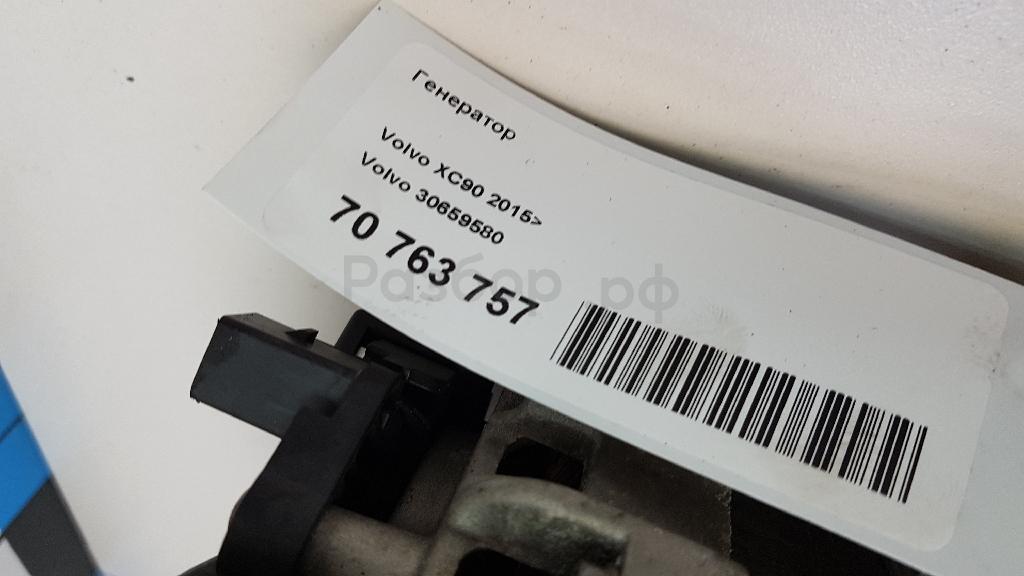 Генератор
Volvo XC90 2015>
Volvo 30659580
70 763 757
Разбор.рф